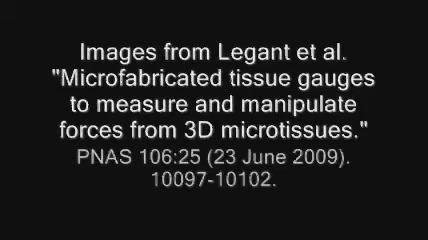 Images from Legant et al.
"Microfabricated tissue gauges
to measure and manipulate
forces from 3D microtissues."
PNAS 106:25 (23 June 2009).
10097-10102.